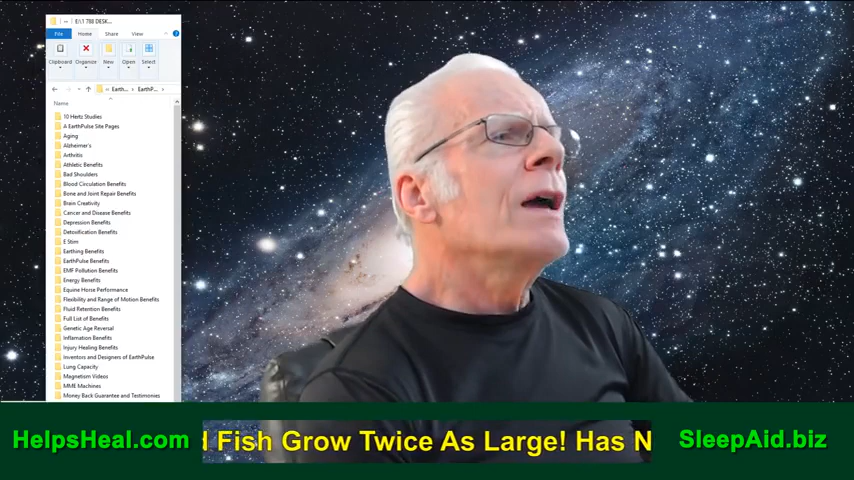 E:\1 788 DESK...
File
Home
Share
View
Clipboard
Organize
New
Open
Select
Earth...
EarthP...
Name
10 Hertz Studies
A EarthPulse Site Pages
Aging
Alzheimer's
Arthritis
Athletic Benefits
Bad Shoulders
Blood Circulation Benefits
Bone and Joint Repair Benefits
Brain Creativity
Cancer and Disease Benefits
Depression Benefits
Detoxification Benefits
E Stim
Earthing Benefits
EarthPulse Benefits
EMF Pollution Benefits
Energy Benefits
Equine Horse Performance
Flexibility and Range of Motion Benefits
Fluid Retention Benefits
Full List of Benefits
Genetic Age Reversal
Inflamation Benefits
Injury Healing Benefits
Inventors and Designers of EarthPulse
Lung Capacity
Magnetism Videos
MME Machines
Money Back Guarantee and Testimonies
HelpsHeal.com
Fish Grow Twice As Large! Has N
SleepAid.biz